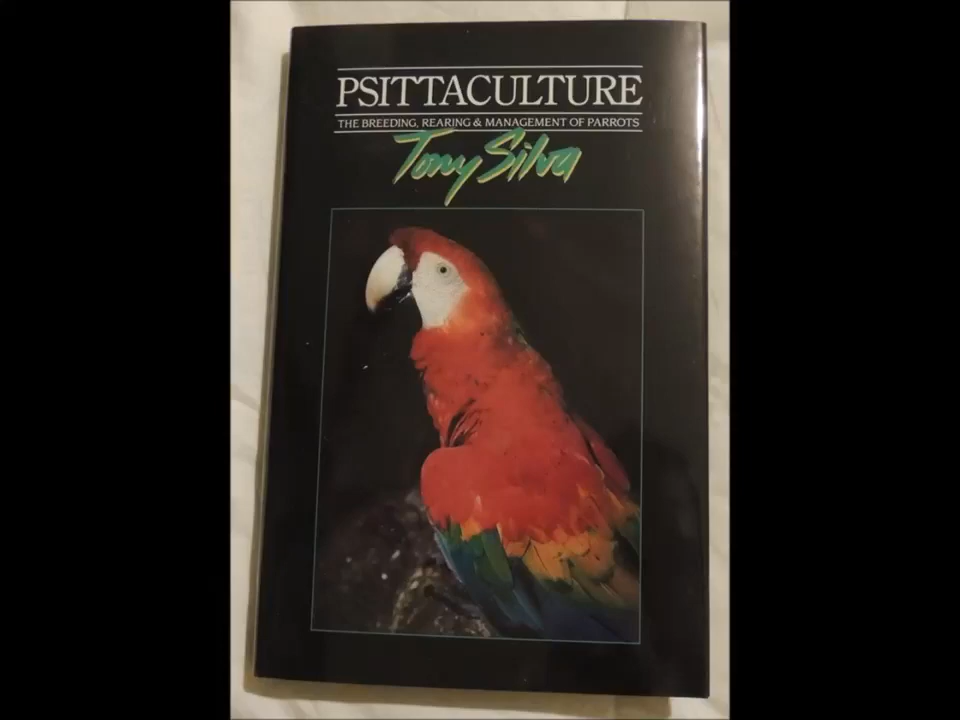 PSITTACULTURE
THE BREEDING, REARING & MANAGEMENT OF PARROTS
Tony Silva